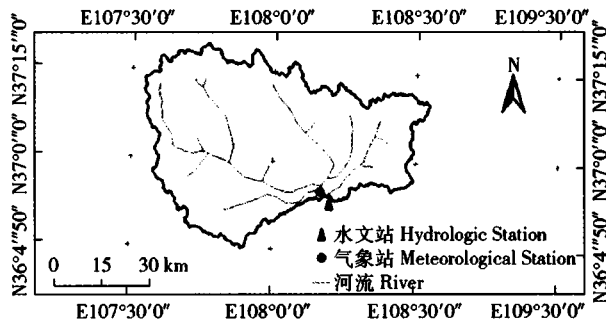 E107°30′0″ E108°0′0″ E108°30′0″ E109°30′0″
N37°15′0″ N37°15′0″
N
N37°0′0″ N37°0′0″
水文站 Hydrologic Station
气象站 Meteorological Station
河流 River
N36°4′50″ N36°4′50″
0 15 30 km
E107°30′0″ E108°0′0″ E108°30′0″ E109°30′0″